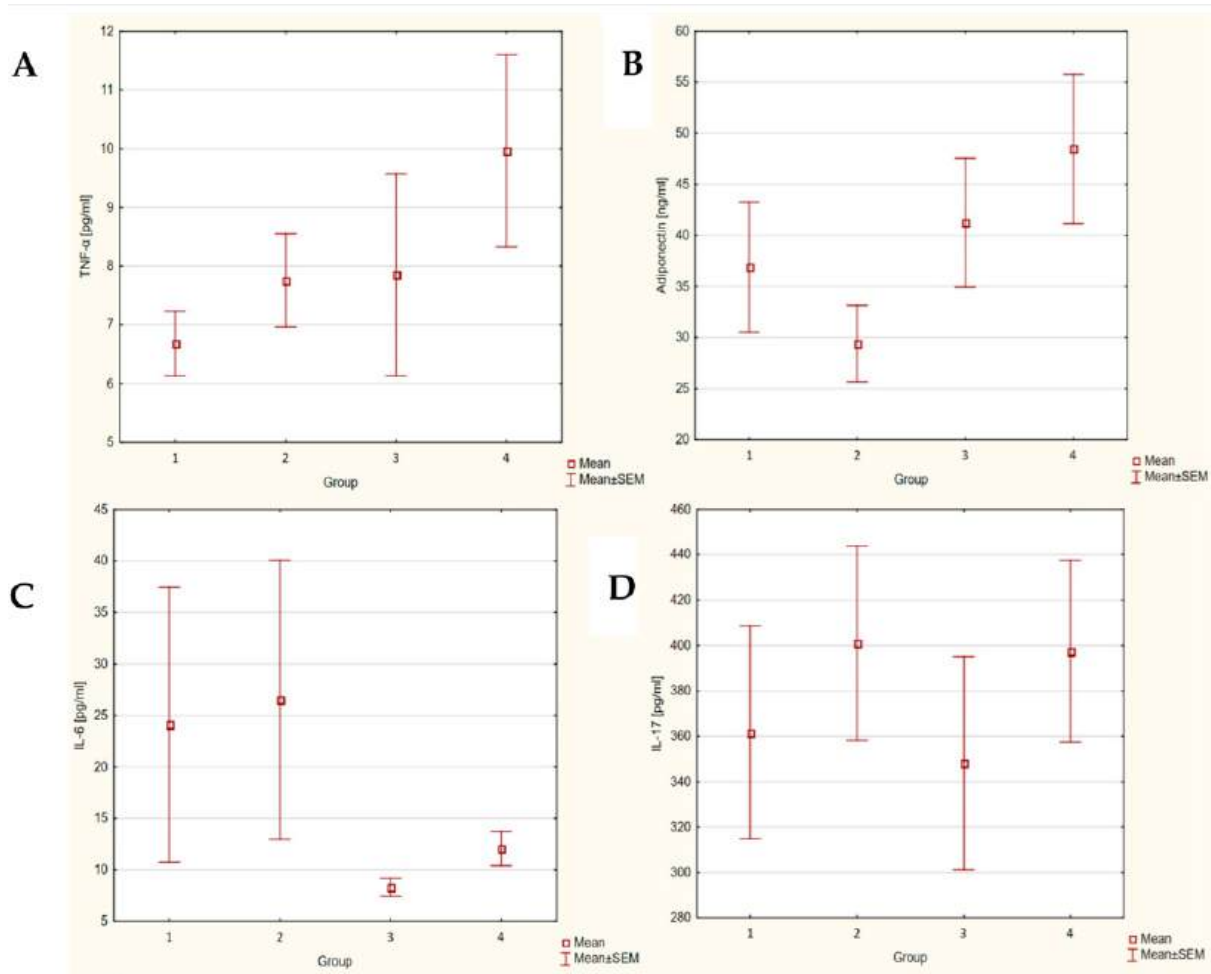 A
TNF-α [pg/ml]
12
11
10
9
8
7
6
5
1 2 3 4
Group
Mean
Mean±SEM
B
Adiponectin [ng/ml]
60
55
50
45
40
35
30
25
20
1 2 3 4
Group
Mean
Mean±SEM
C
IL-6 [pg/ml]
45
40
35
30
25
20
15
10
5
1 2 3 4
Group
Mean
Mean±SEM
D
IL-17 [pg/ml]
460
440
420
400
380
360
340
320
300
280
1 2 3 4
Group
Mean
Mean±SEM